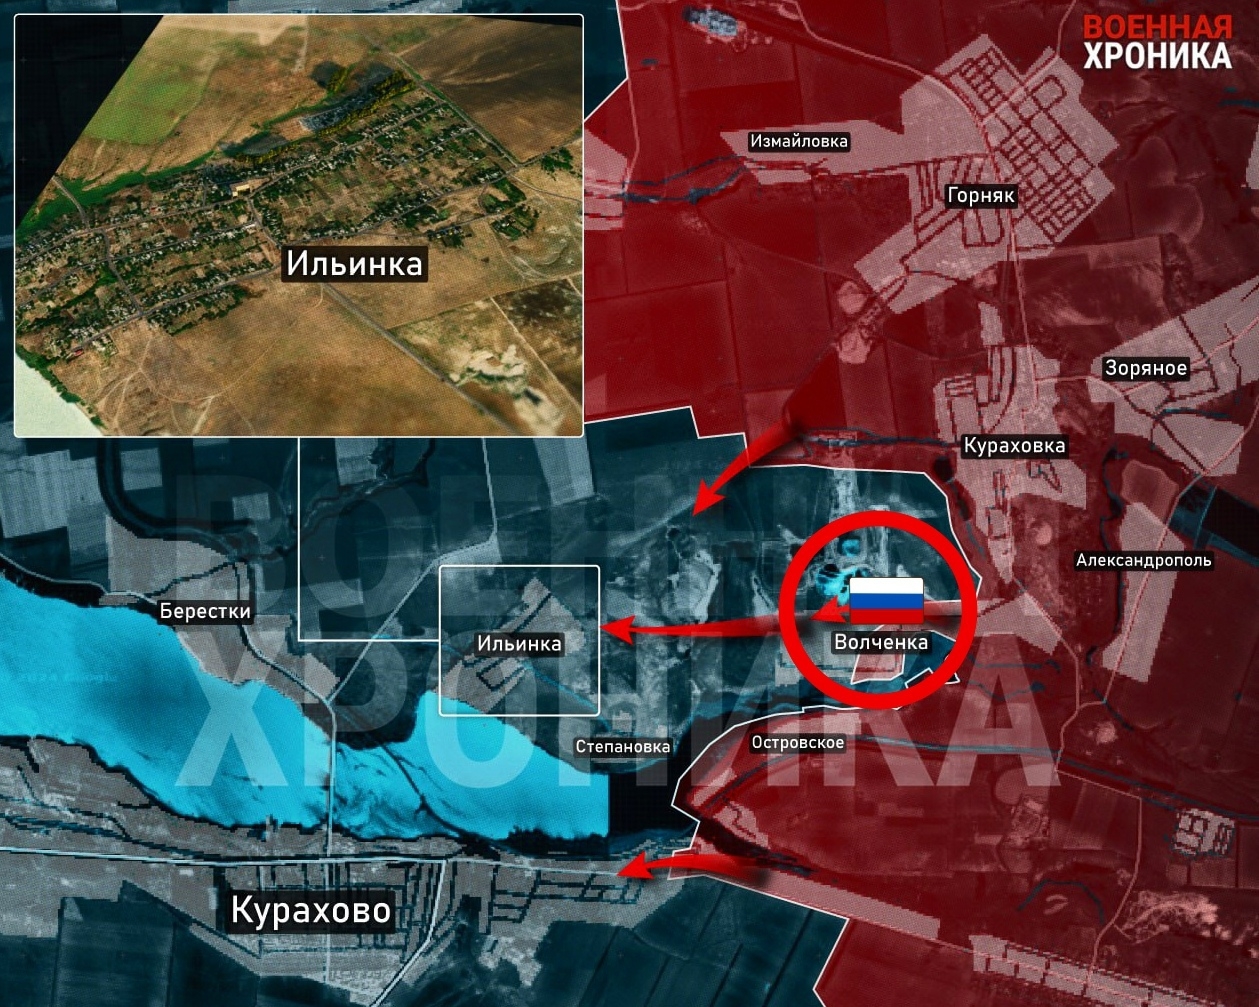 ВОЕННАЯ
ХРОНИКА
Измайловка
Горняк
Ильинка
Зоряное
Кураховка
Александрополь
Берестки
Ильинка
Волченка
Степановка
Островское
Курахово
ВОЕННАЯ
ХРОНИКА